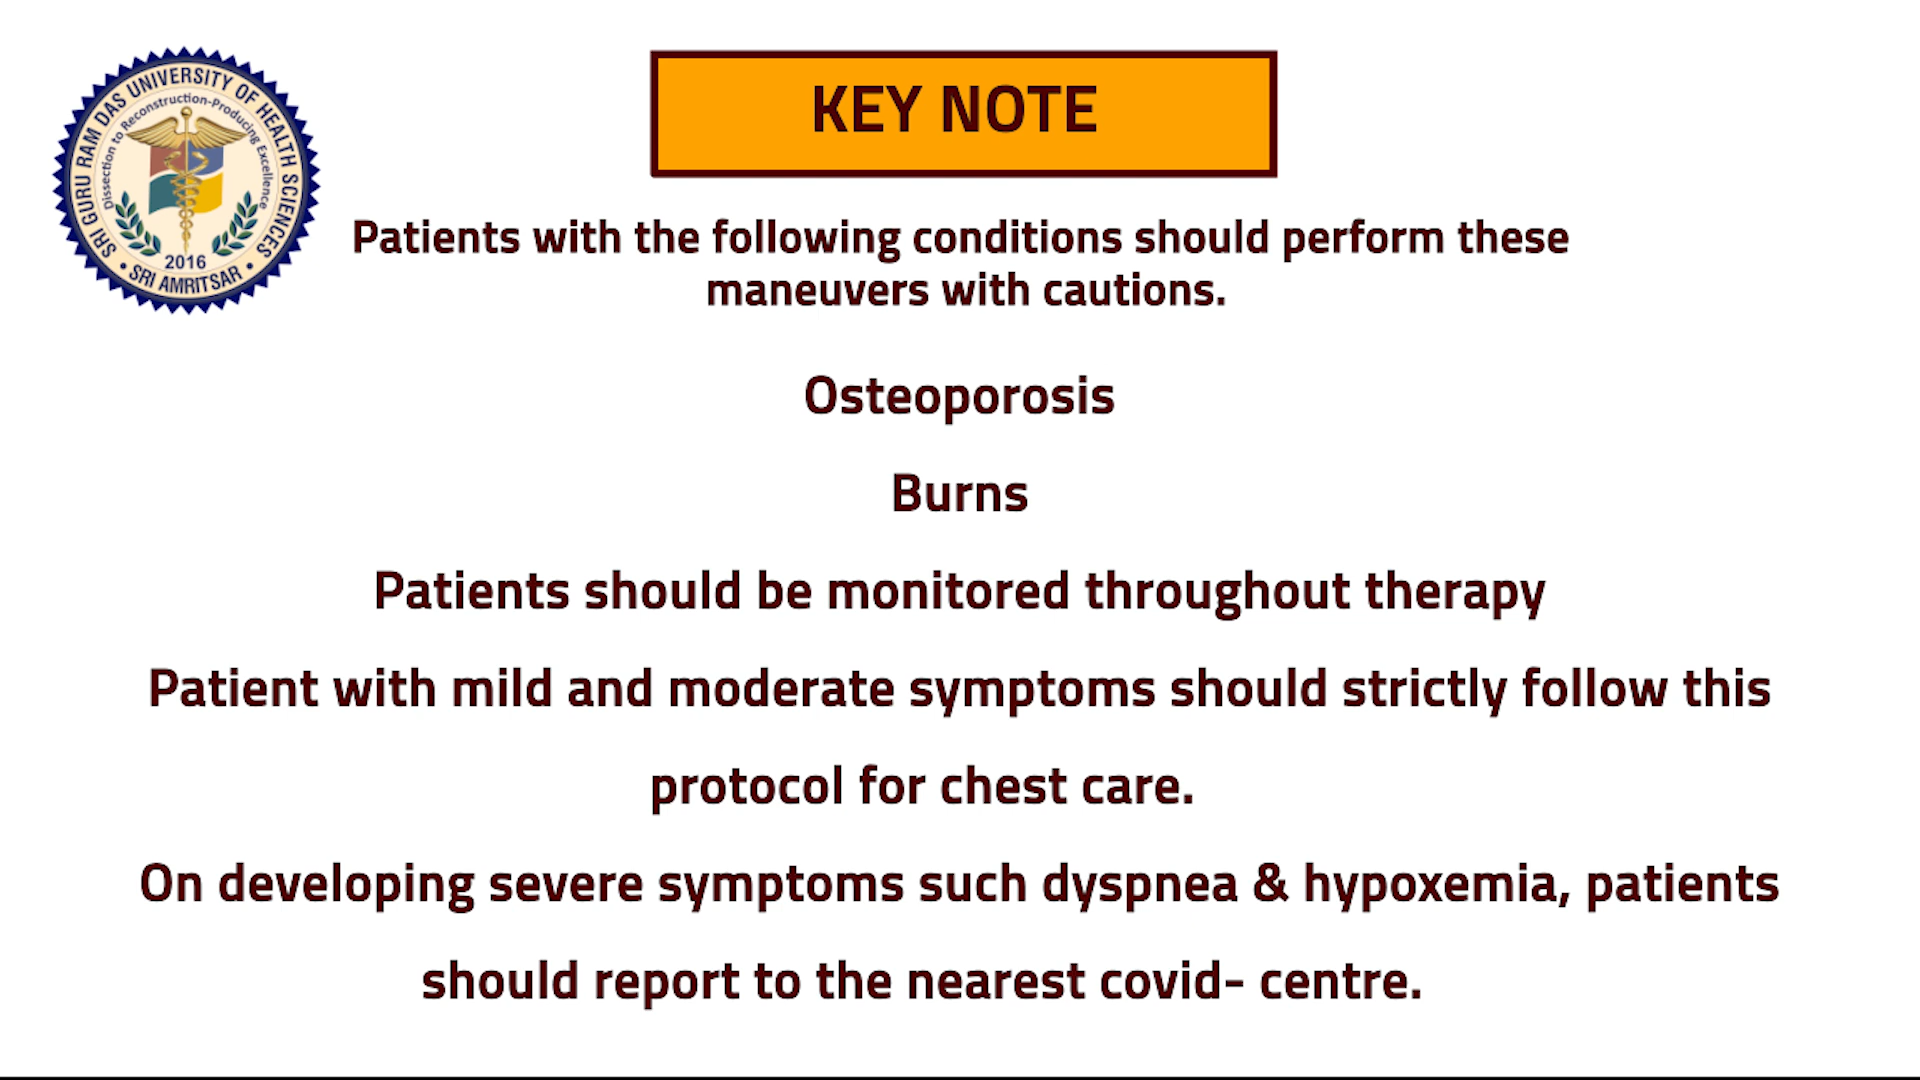 SRI GURU RAM DAS UNIVERSITY OF HEALTH SCIENCES
Dissection to Reconstruction-Producing Excellence
2016
• SRI AMRITSAR •
KEY NOTE
Patients with the following conditions should perform these
maneuvers with cautions.
Osteoporosis
Burns
Patients should be monitored throughout therapy
Patient with mild and moderate symptoms should strictly follow this
protocol for chest care.
On developing severe symptoms such dyspnea & hypoxemia, patients
should report to the nearest covid- centre.